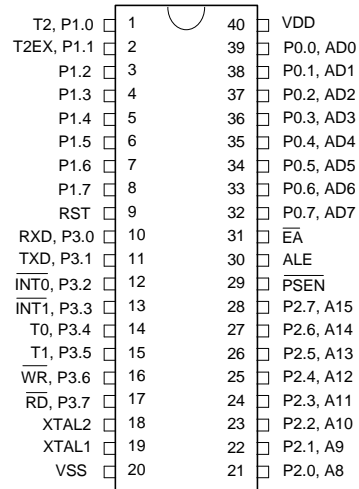 T2, P1.0 1 40 VDD
T2EX, P1.1 2 39 P0.0, AD0
P1.2 3 38 P0.1, AD1
P1.3 4 37 P0.2, AD2
P1.4 5 36 P0.3, AD3
P1.5 6 35 P0.4, AD4
P1.6 7 34 P0.5, AD5
P1.7 8 33 P0.6, AD6
RST 9 32 P0.7, AD7
RXD, P3.0 10 31 E̅A̅
TXD, P3.1 11 30 ALE
I̅N̅T̅0̅, P3.2 12 29 P̅S̅E̅N̅
I̅N̅T̅1̅, P3.3 13 28 P2.7, A15
T0, P3.4 14 27 P2.6, A14
T1, P3.5 15 26 P2.5, A13
W̅R̅, P3.6 16 25 P2.4, A12
R̅D̅, P3.7 17 24 P2.3, A11
XTAL2 18 23 P2.2, A10
XTAL1 19 22 P2.1, A9
VSS 20 21 P2.0, A8